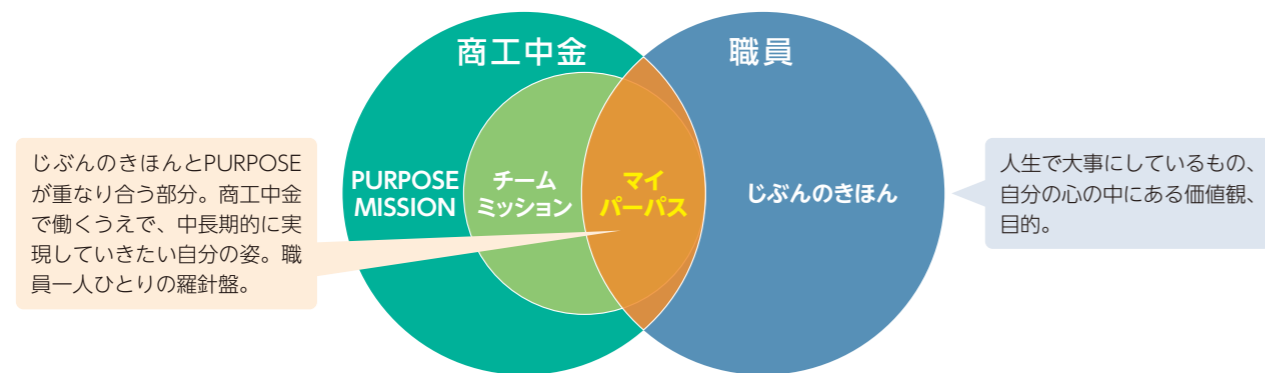 商工中金
職員
じぶんのきほんとPURPOSE
が重なり合う部分。商工中金
で働くうえで、中長期的に実
現していきたい自分の姿。職
員一人ひとりの羅針盤。
PURPOSE
MISSION
チーム
ミッション
マイ
パーパス
じぶんのきほん
人生で大事にしているもの、
自分の心の中にある価値観、
目的。